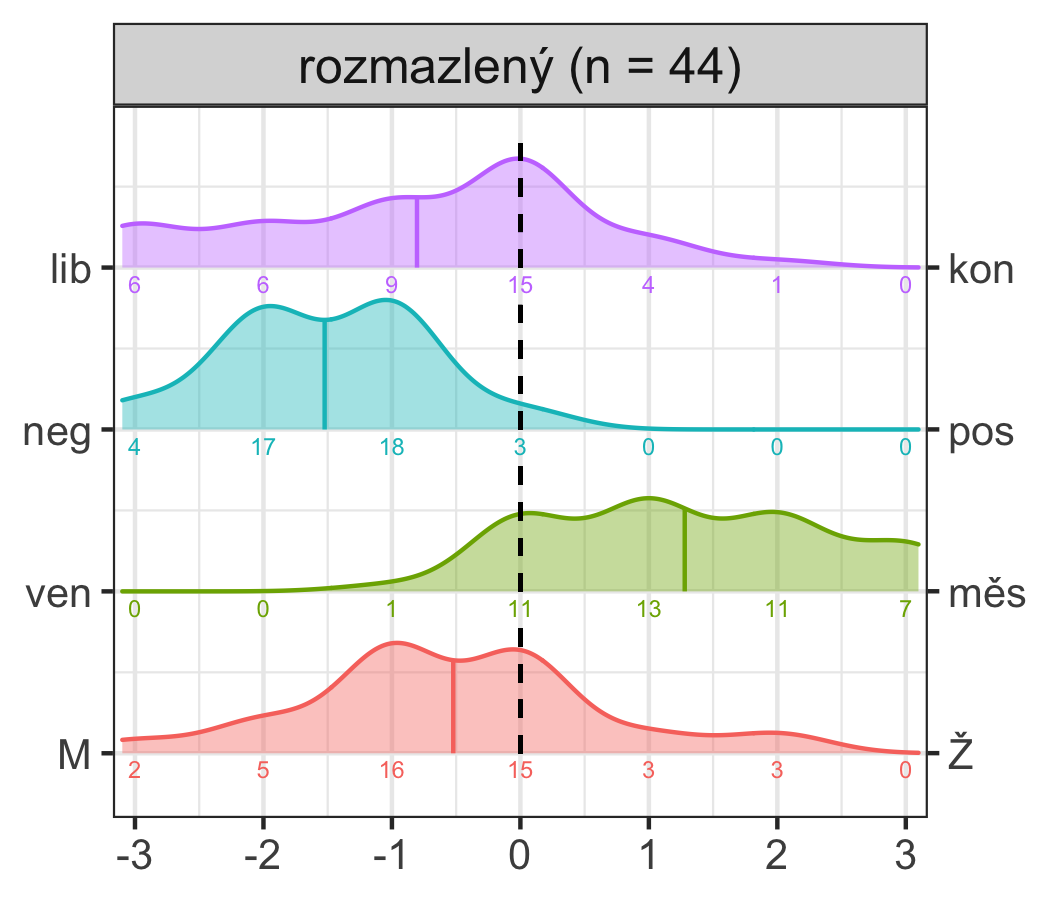 rozmazlený (n = 44)
lib kon
6 6 9 15 4 1 0
neg pos
4 17 18 3 0 0 0
ven měs
0 0 1 11 13 11 7
M Ž
2 5 16 15 3 3 0
-3 -2 -1 0 1 2 3